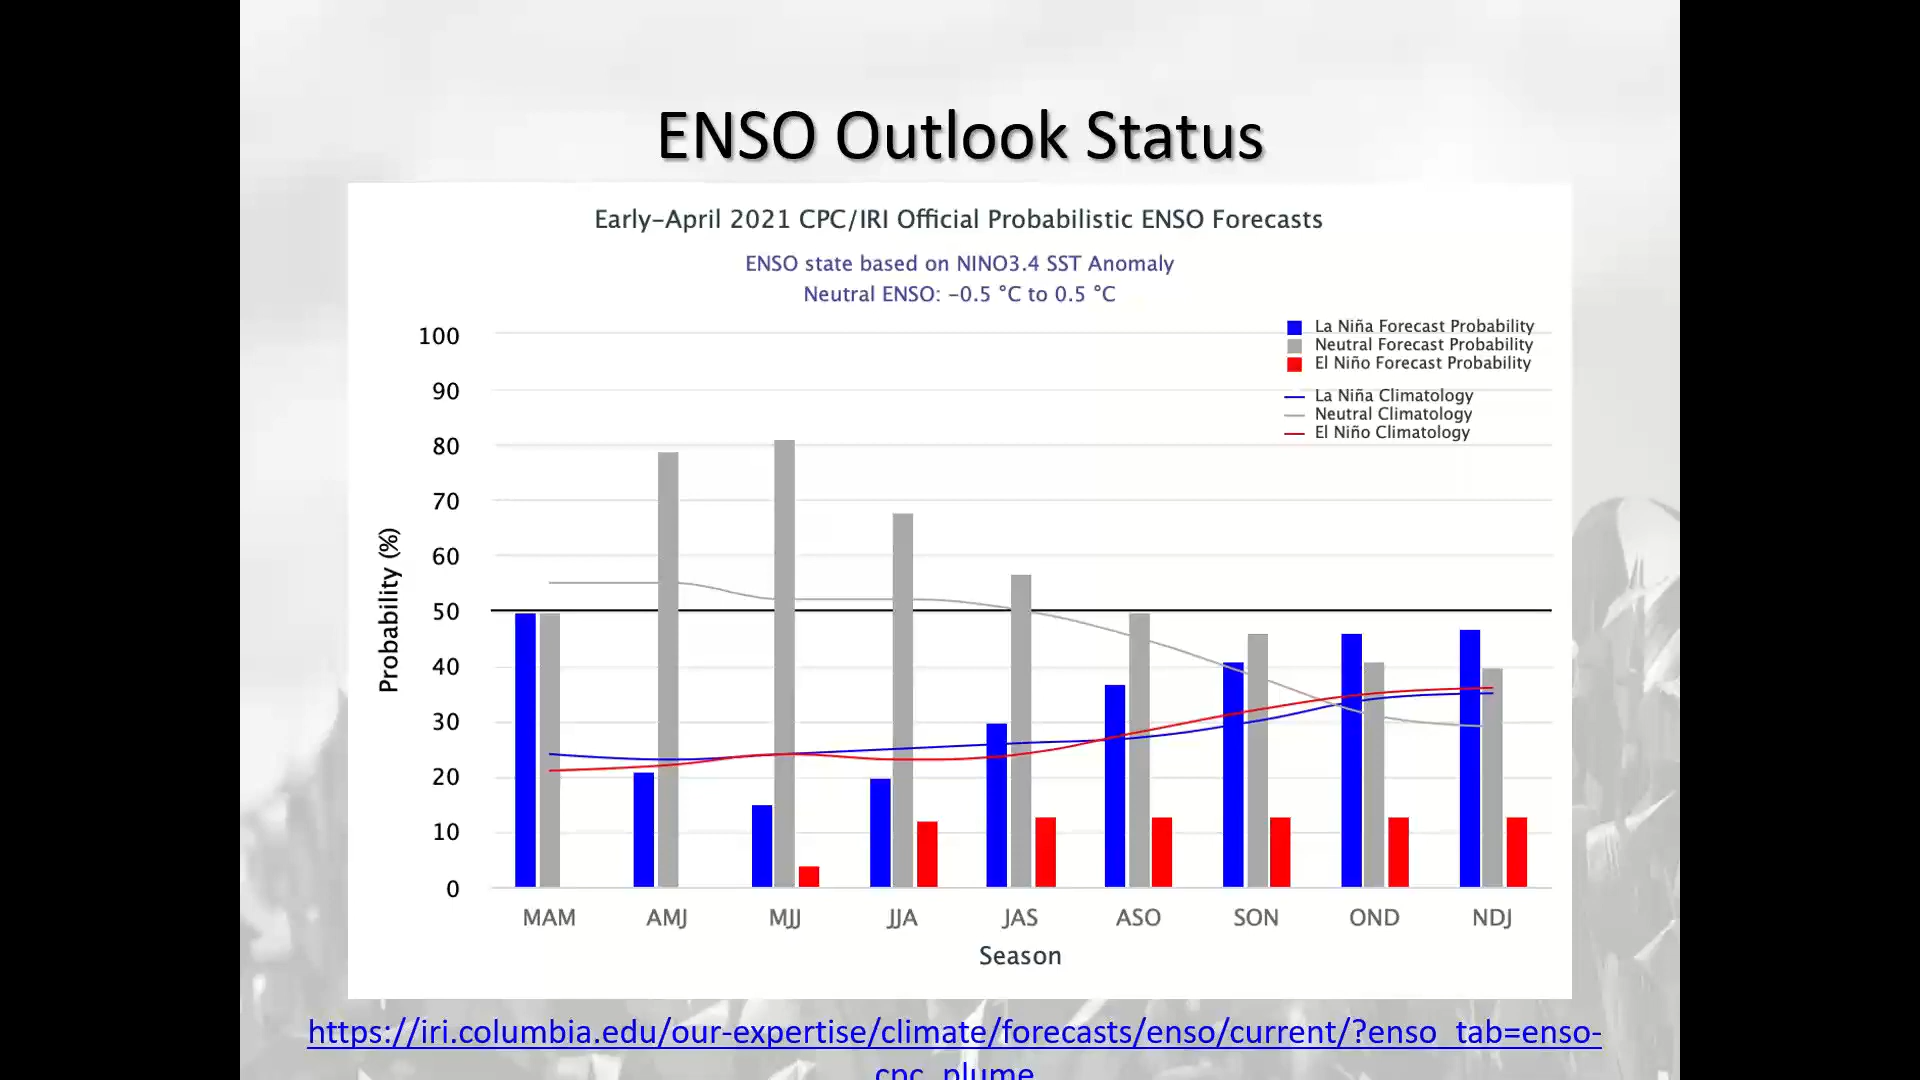 ENSO Outlook Status
Early-April 2021 CPC/IRI Official Probabilistic ENSO Forecasts
ENSO state based on NINO3.4 SST Anomaly
Neutral ENSO: -0.5 °C to 0.5 °C
La Niña Forecast Probability
Neutral Forecast Probability
El Niño Forecast Probability
La Niña Climatology
Neutral Climatology
El Niño Climatology
Probability (%)
100
90
80
70
60
50
40
30
20
10
0
MAM AMJ MJJ JJA JAS ASO SON OND NDJ
Season
https://iri.columbia.edu/our-expertise/climate/forecasts/enso/current/?enso_tab=enso-
cpc_plume